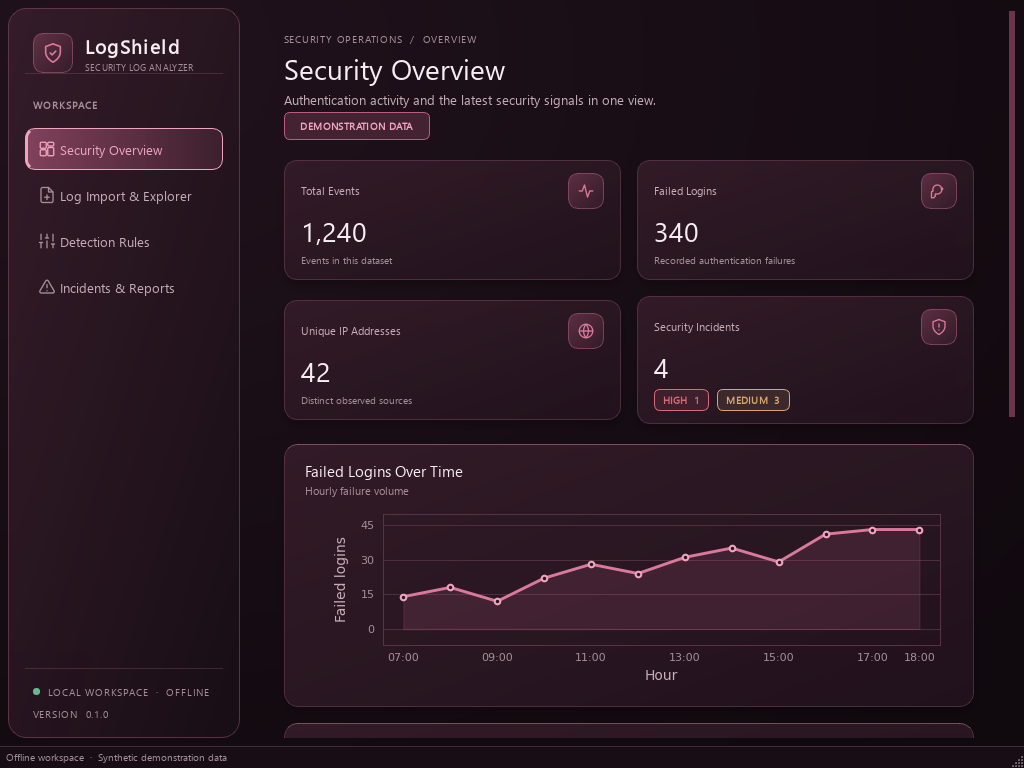 LogShield
SECURITY LOG ANALYZER
WORKSPACE
Security Overview
Log Import & Explorer
Detection Rules
Incidents & Reports
LOCAL WORKSPACE · OFFLINE
VERSION 0.1.0
SECURITY OPERATIONS / OVERVIEW
Security Overview
Authentication activity and the latest security signals in one view.
DEMONSTRATION DATA
Total Events
1,240
Events in this dataset
Failed Logins
340
Recorded authentication failures
Unique IP Addresses
42
Distinct observed sources
Security Incidents
4
HIGH 1 MEDIUM 3
Failed Logins Over Time
Hourly failure volume
Failed logins
45
30
15
0
07:00 09:00 11:00 13:00 15:00 17:00 18:00
Hour
Offline workspace · Synthetic demonstration data